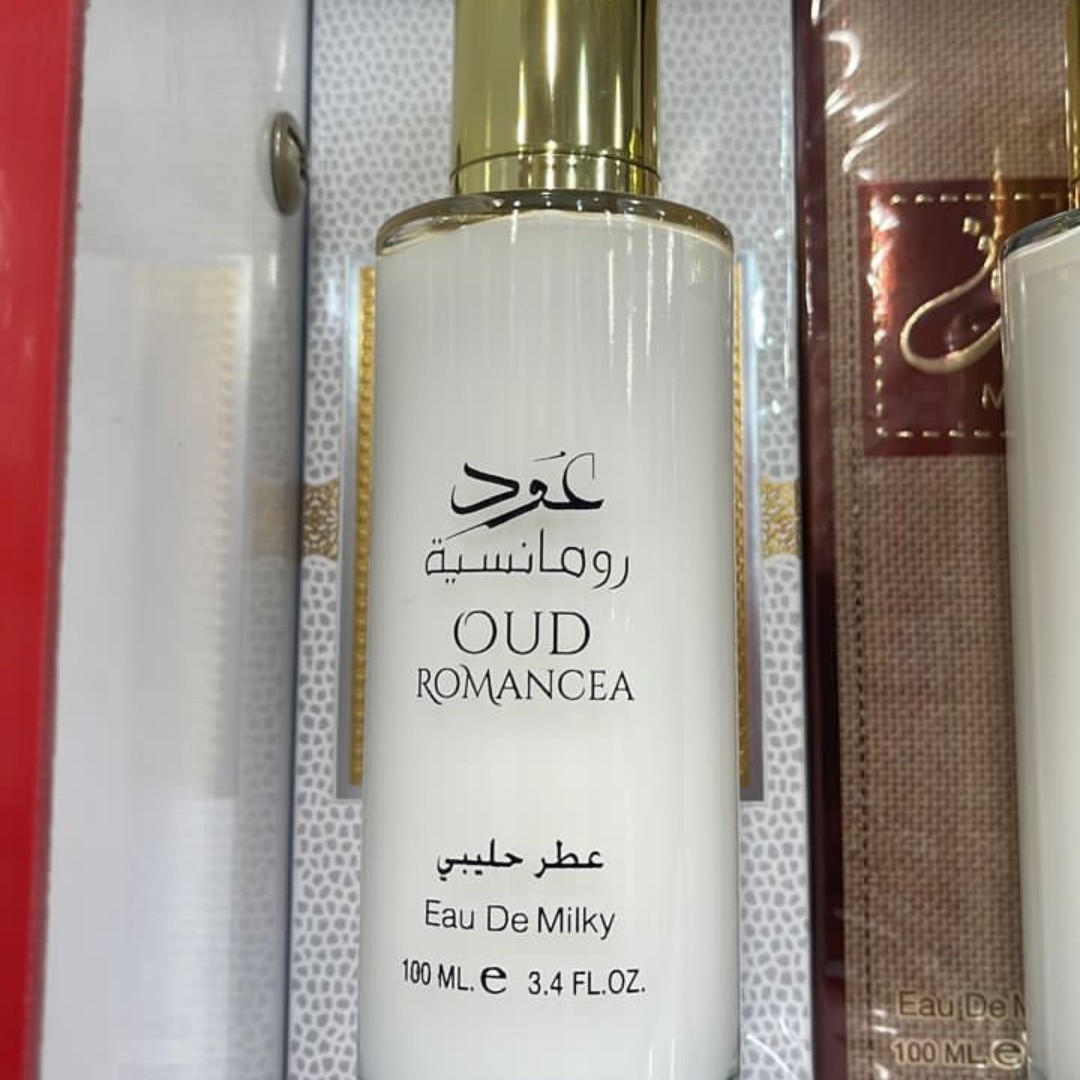 عود
رومانسية
OUD
ROMANCEA
عطر حليبي
Eau De Milky
100 ML. e 3.4 FL.OZ.
Eau De
100 ML. e